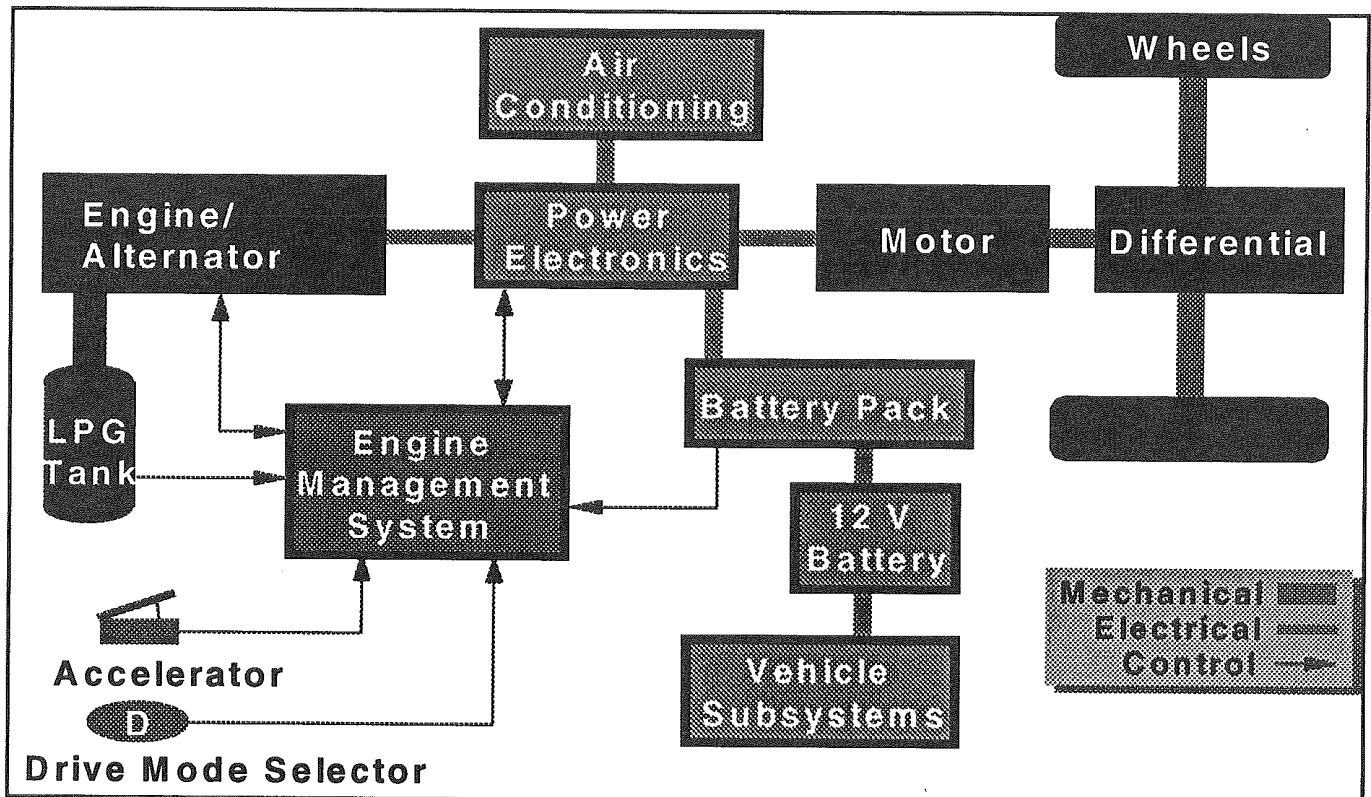 Wheels
Air
Conditioning
Engine/
Alternator
Power
Electronics
Motor
Differential
LPG
Tank
Engine
Management
System
Battery Pack
12 V
Battery
Mechanical
Electrical
Control
Accelerator
Vehicle
Subsystems
D
Drive Mode Selector